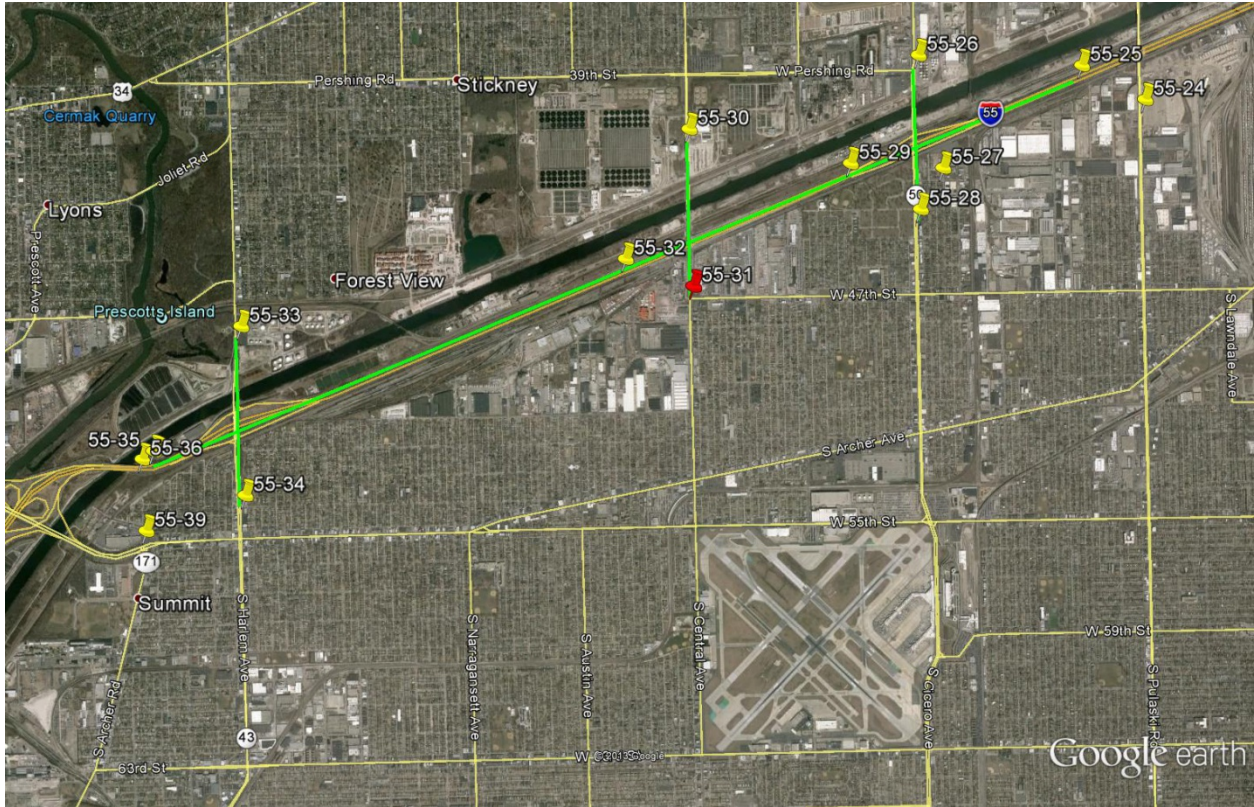 55-26
55-25
34
Pershing Rd
Stickney
39th St
W Pershing Rd
55-24
Cermak Quarry
55
55-30
Joliet Rd
55-29
55-27
Lyons
50
55-28
Prescott Ave
55-32
Forest View
55-31
W 47th St
S Lawndale Ave
Prescotts Island
55-33
55-35
55-36
S Archer Ave
55-34
55-39
W 55th St
171
Summit
S Harlem Ave
S Narragansett Ave
S Austin Ave
S Central Ave
W 59th St
S Cicero Ave
S Pulaski Rd
S Archer Rd
43
63rd St
Google earth